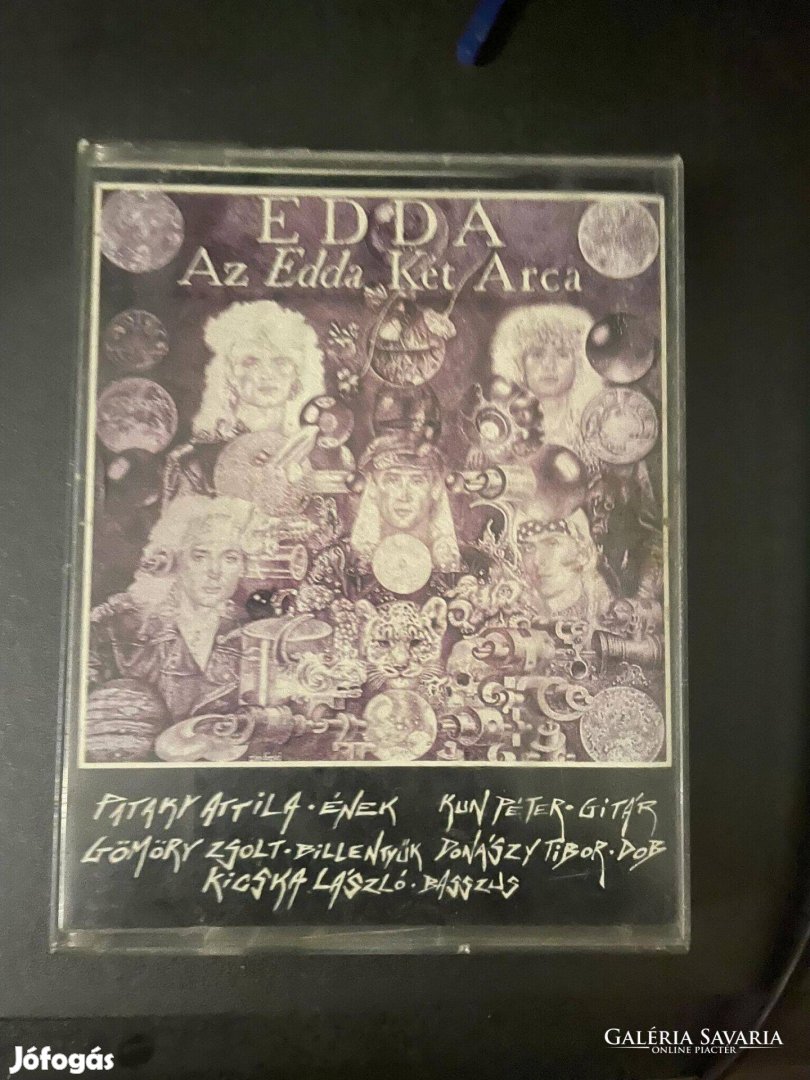 EDDA
Az Edda Két Arca
PATAKY ATTILA · ÉNEK KUN PÉTER · GITÁR
GÖMÖRY ZSOLT · BILLENTYŰK DONÁSZY TIBOR · DOB
KICSKA LÁSZLÓ · BASSZUS
Jófogás
GALÉRIA SAVARIA
ONLINE PIACTÉR